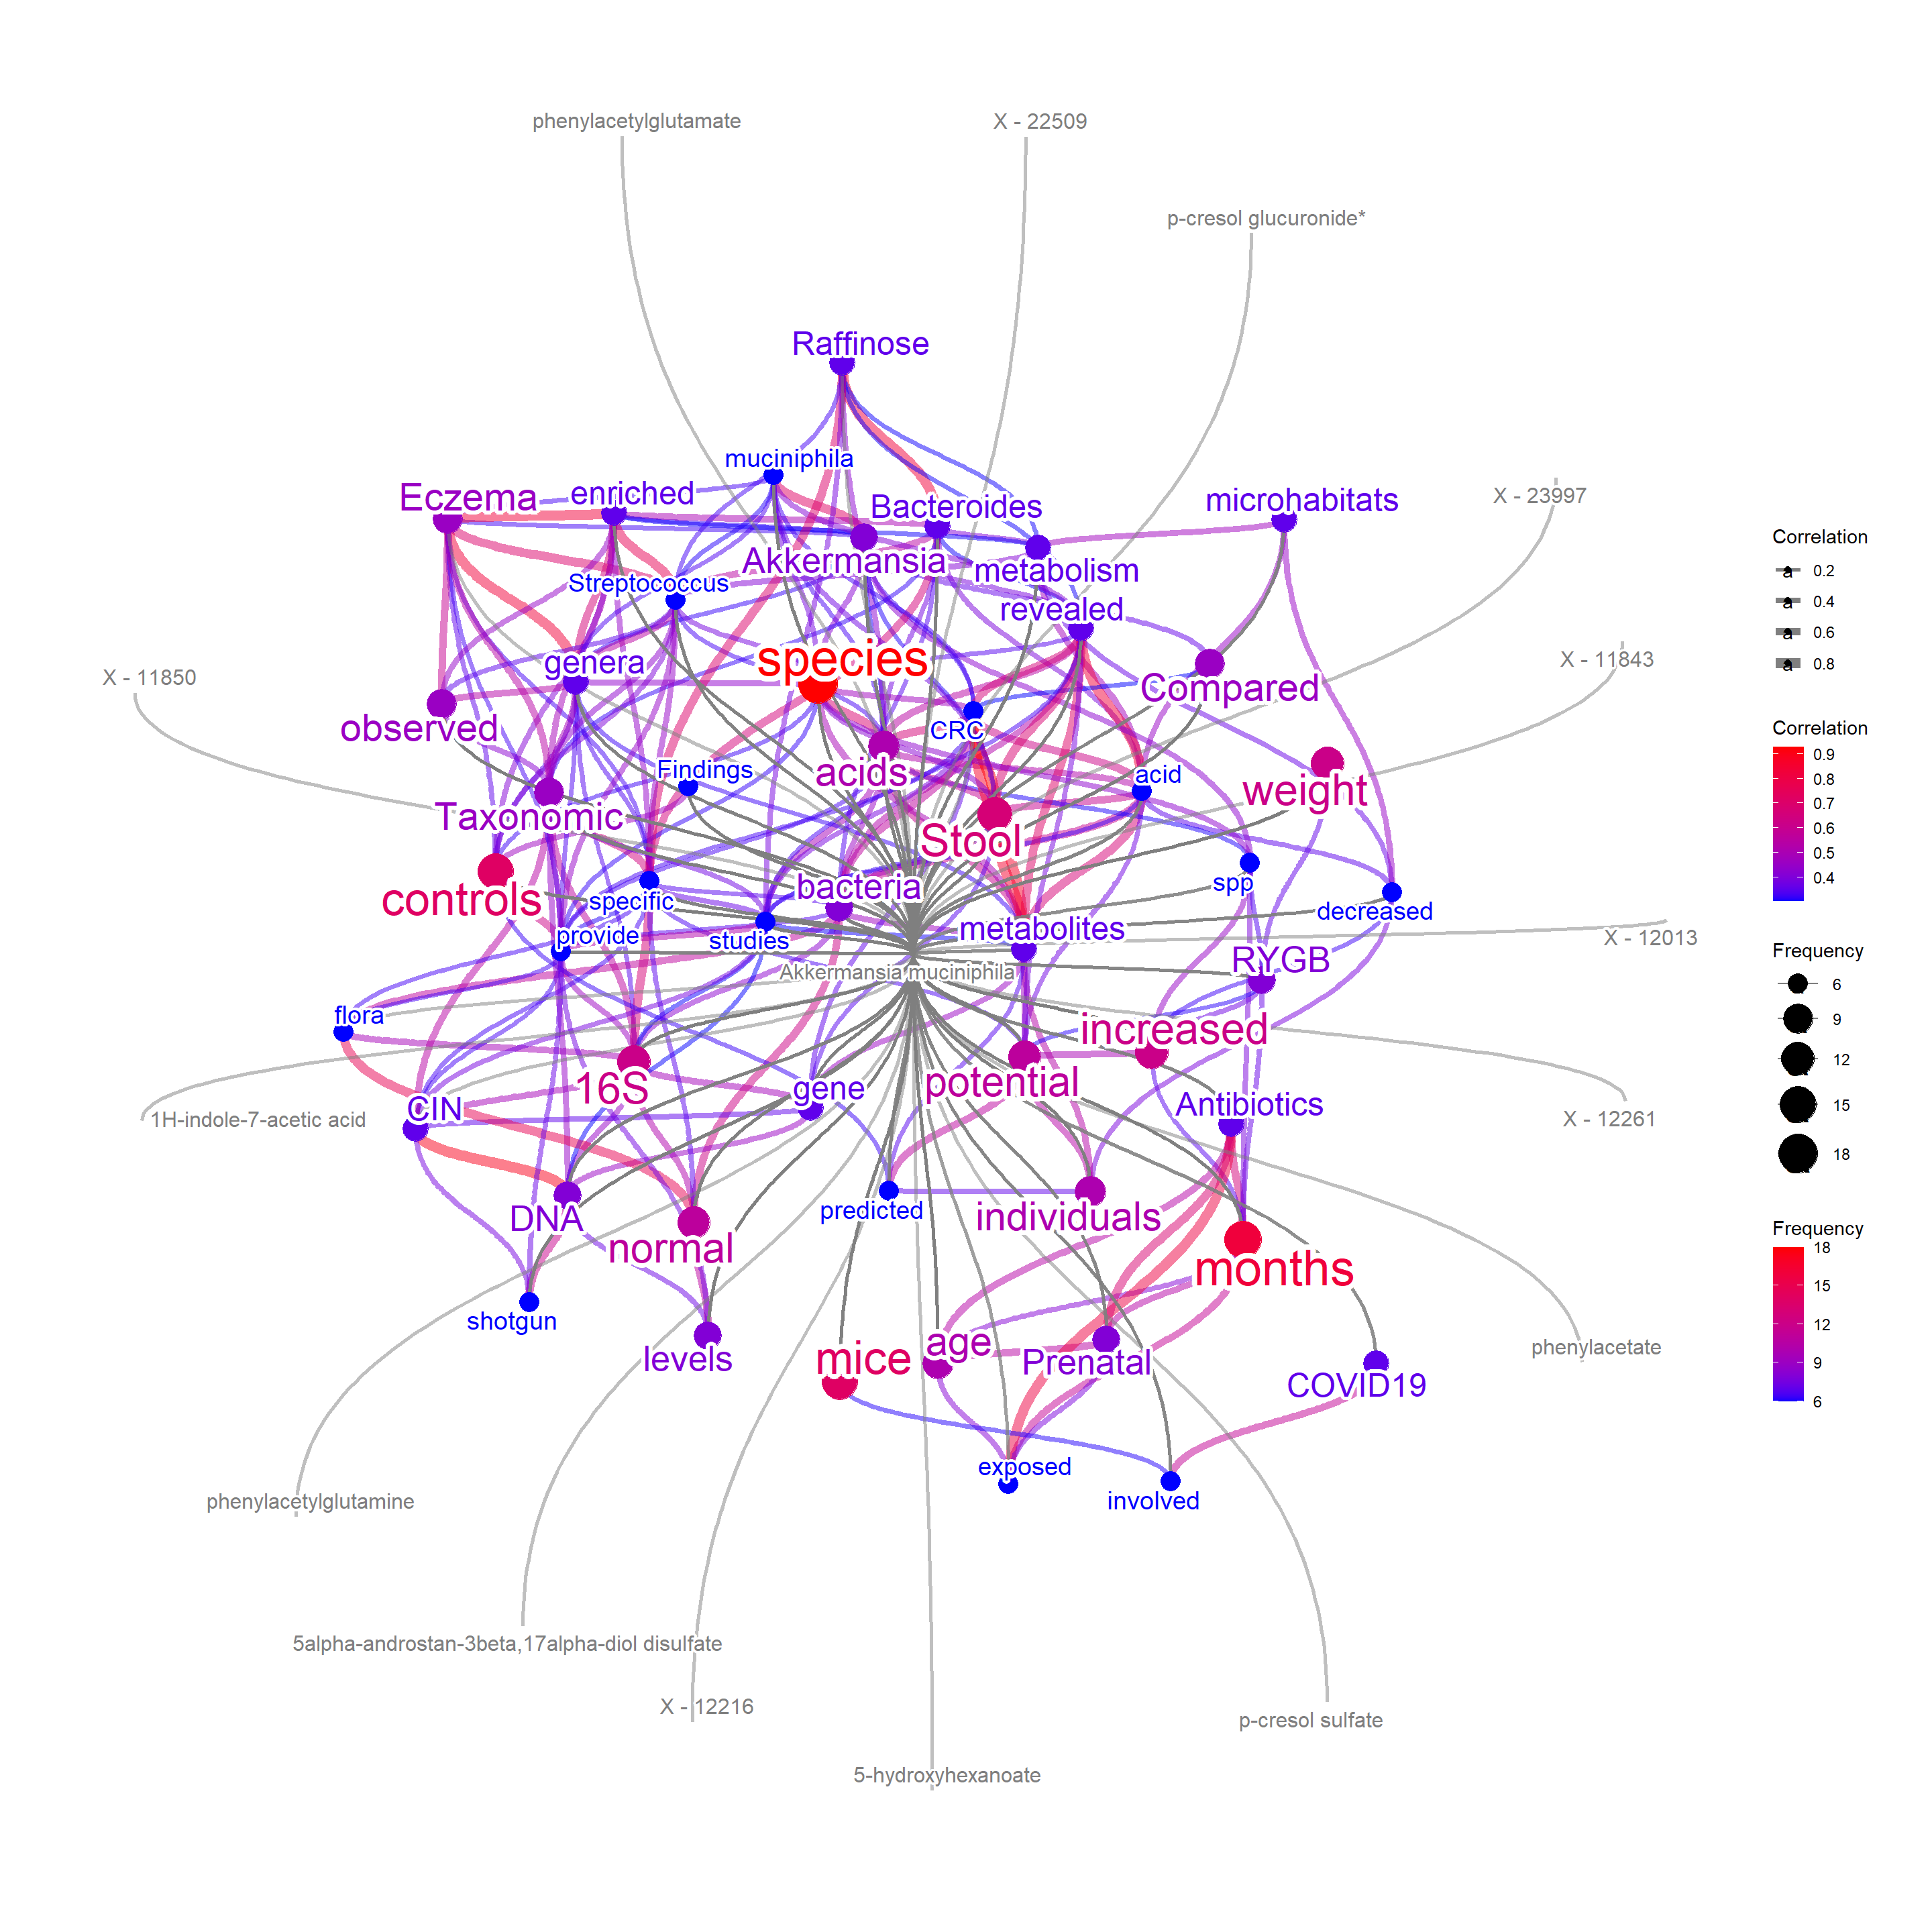 phenylacetylglutamate
X - 22509
p-cresol glucuronide*
Raffinose
muciniphila
Eczema
enriched
Bacteroides
microhabitats
X - 23997
Akkermansia
metabolism
Streptococcus
revealed
genera
species
Compared
X - 11843
X - 11850
observed
CRC
Findings
acids
acid
weight
Taxonomic
Stool
controls
bacteria
specific
spp
decreased
provide
studies
metabolites
X - 12013
RYGB
Akkermansia muciniphila
flora
increased
16S
gene
potential
CIN
Antibiotics
1H-indole-7-acetic acid
X - 12261
DNA
predicted
individuals
normal
months
shotgun
levels
mice
age
Prenatal
phenylacetate
COVID19
exposed
involved
phenylacetylglutamine
5alpha-androstan-3beta,17alpha-diol disulfate
X - 12216
p-cresol sulfate
5-hydroxyhexanoate
Correlation
a 0.2
a 0.4
a 0.6
a 0.8
Correlation
0.9
0.8
0.7
0.6
0.5
0.4
Frequency
6
9
12
15
18
Frequency
18
15
12
9
6